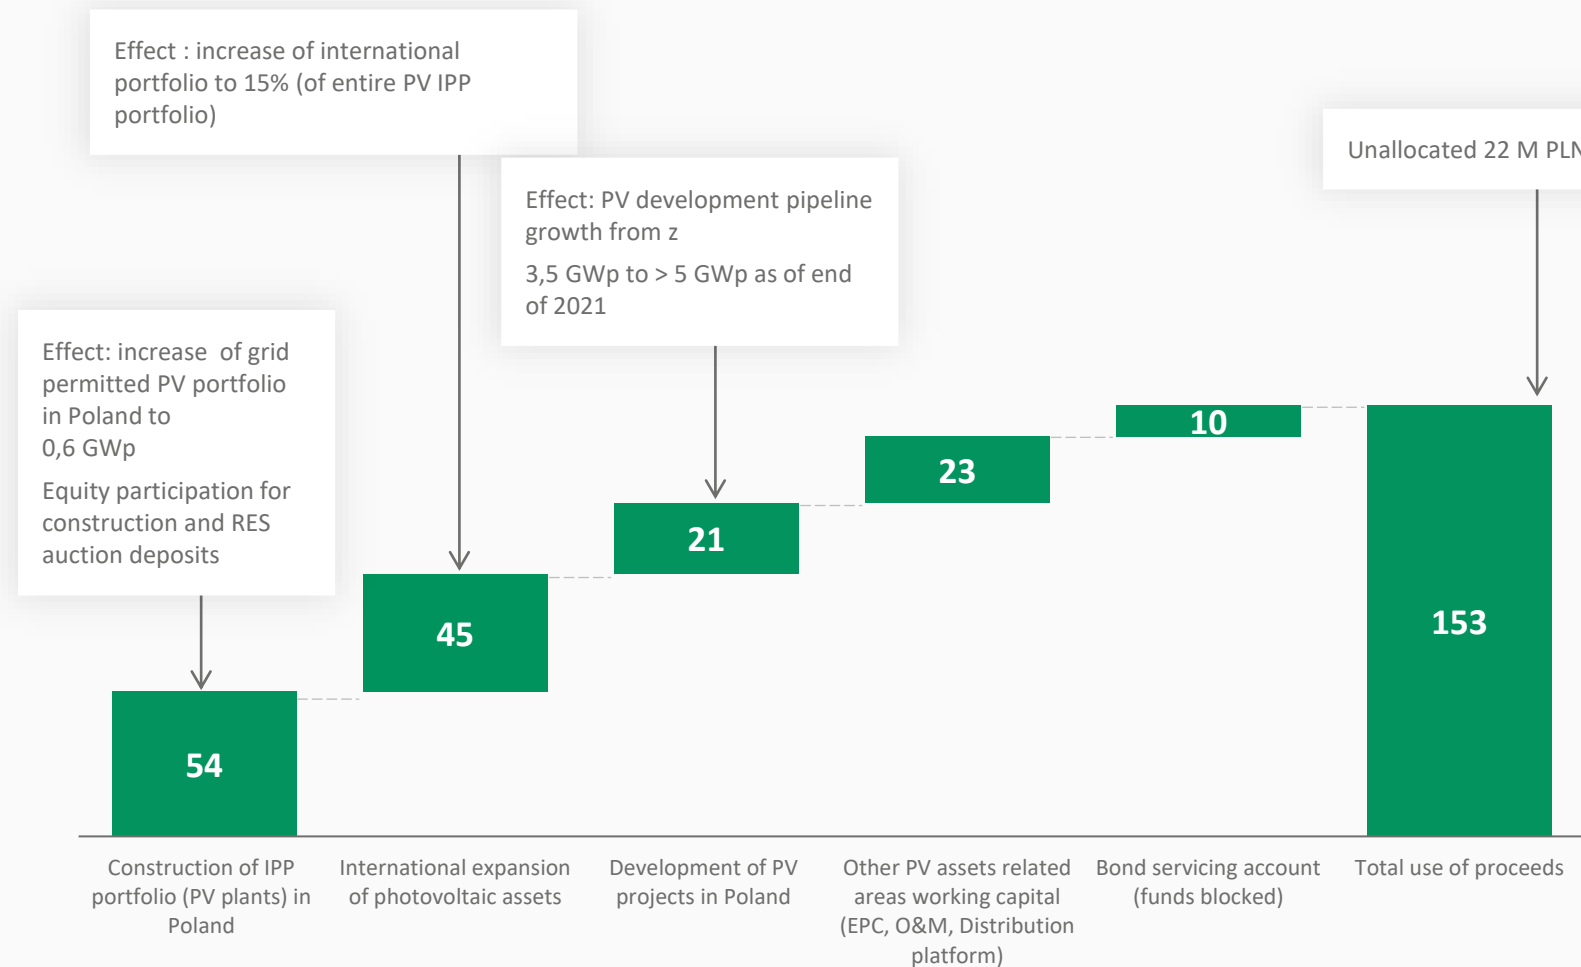 Effect : increase of international
portfolio to 15% (of entire PV IPP
portfolio)
Unallocated 22 M PLN
Effect: PV development pipeline
growth from z
3,5 GWp to > 5 GWp as of end
of 2021
Effect: increase  of grid
permitted PV portfolio
in Poland to
0,6 GWp
Equity participation for
construction and RES
auction deposits
54
45
21
23
10
153
Construction of IPP
portfolio (PV plants) in
Poland
International expansion
of photovoltaic assets
Development of PV
projects in Poland
Other PV assets related
areas working capital
(EPC, O&M, Distribution
platform)
Bond servicing account
(funds blocked)
Total use of proceeds